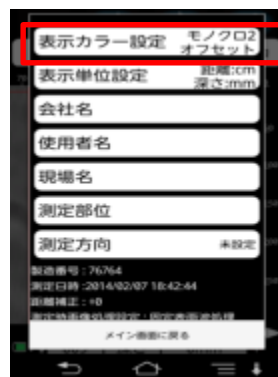 表示カラー設定 モノクロ2
オフセット
表示単位設定 距離:cm
深さ:mm
会社名
使用者名
現場名
測定部位
測定方向 未設定
製造番号:76764
測定日時:2014/02/07 18:42:44
距離補正:+0
メイン画面に戻る